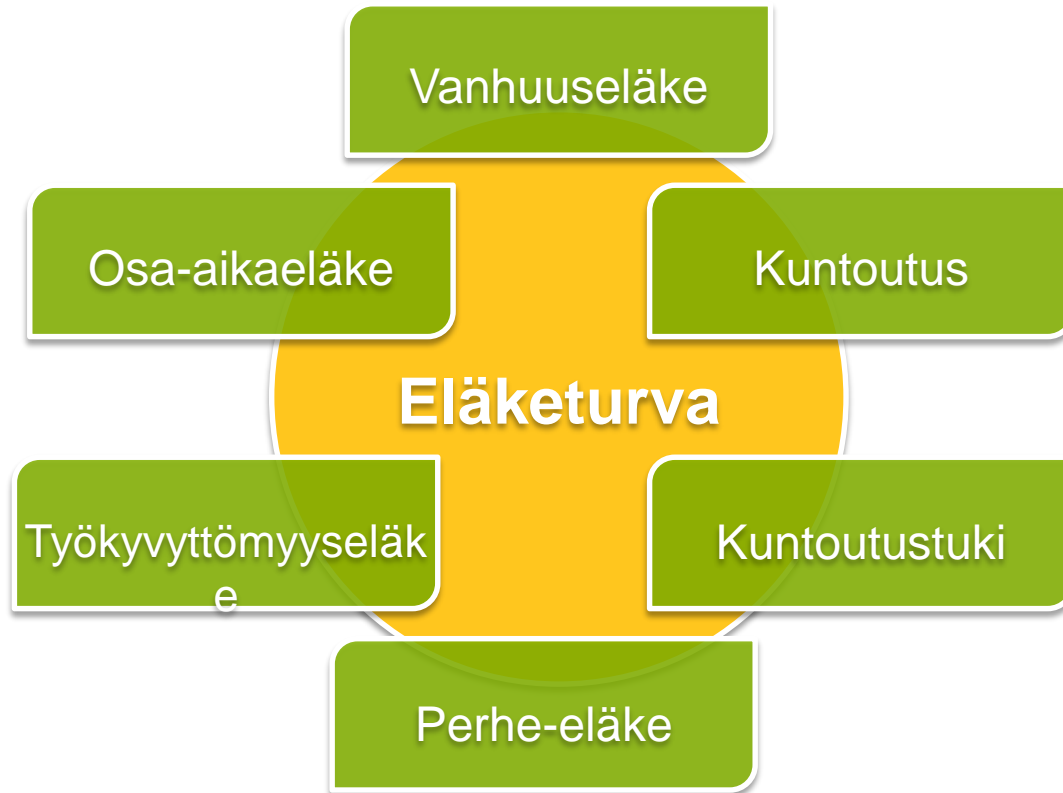 Vanhuuseläke
Osa-aikaeläke
Kuntoutus
Eläketurva
Työkyvyttömyyseläk
e
Kuntoutustuki
Perhe-eläke